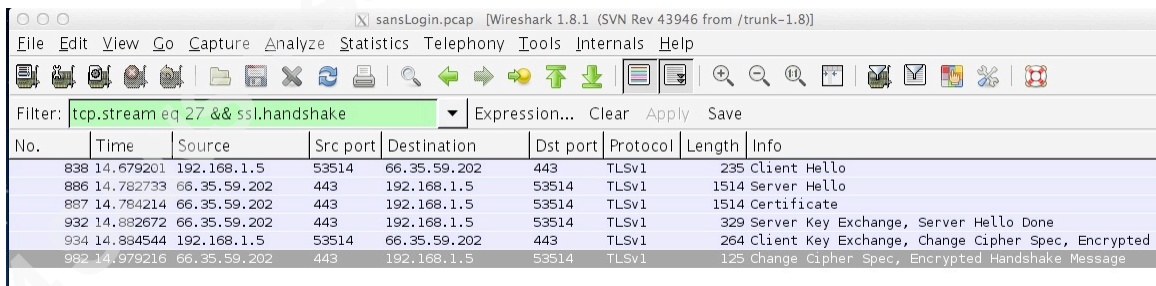 sansLogin.pcap [Wireshark 1.8.1 (SVN Rev 43946 from /trunk-1.8)]
File Edit View Go Capture Analyze Statistics Telephony Tools Internals Help
Filter: tcp.stream eq 27 && ssl.handshake Expression... Clear Apply Save
No. Time Source Src port Destination Dst port Protocol Length Info
838 14.679201 192.168.1.5 53514 66.35.59.202 443 TLSv1 235 Client Hello
886 14.782733 66.35.59.202 443 192.168.1.5 53514 TLSv1 1514 Server Hello
887 14.784214 66.35.59.202 443 192.168.1.5 53514 TLSv1 1514 Certificate
932 14.882672 66.35.59.202 443 192.168.1.5 53514 TLSv1 329 Server Key Exchange, Server Hello Done
934 14.884544 192.168.1.5 53514 66.35.59.202 443 TLSv1 264 Client Key Exchange, Change Cipher Spec, Encrypted
982 14.979216 66.35.59.202 443 192.168.1.5 53514 TLSv1 125 Change Cipher Spec, Encrypted Handshake Message